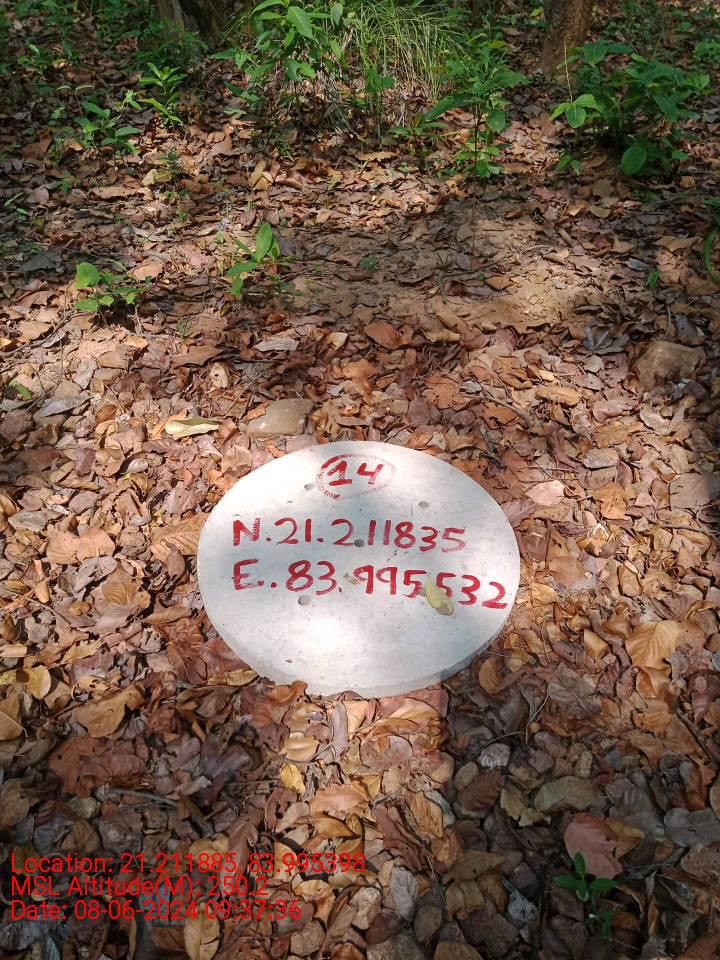 14
N.21.211835
E.83.995532
Location: 21.211885, 83.995398
MSL Altitude(M): 250.2
Date: 08-06-2024 09:37:36